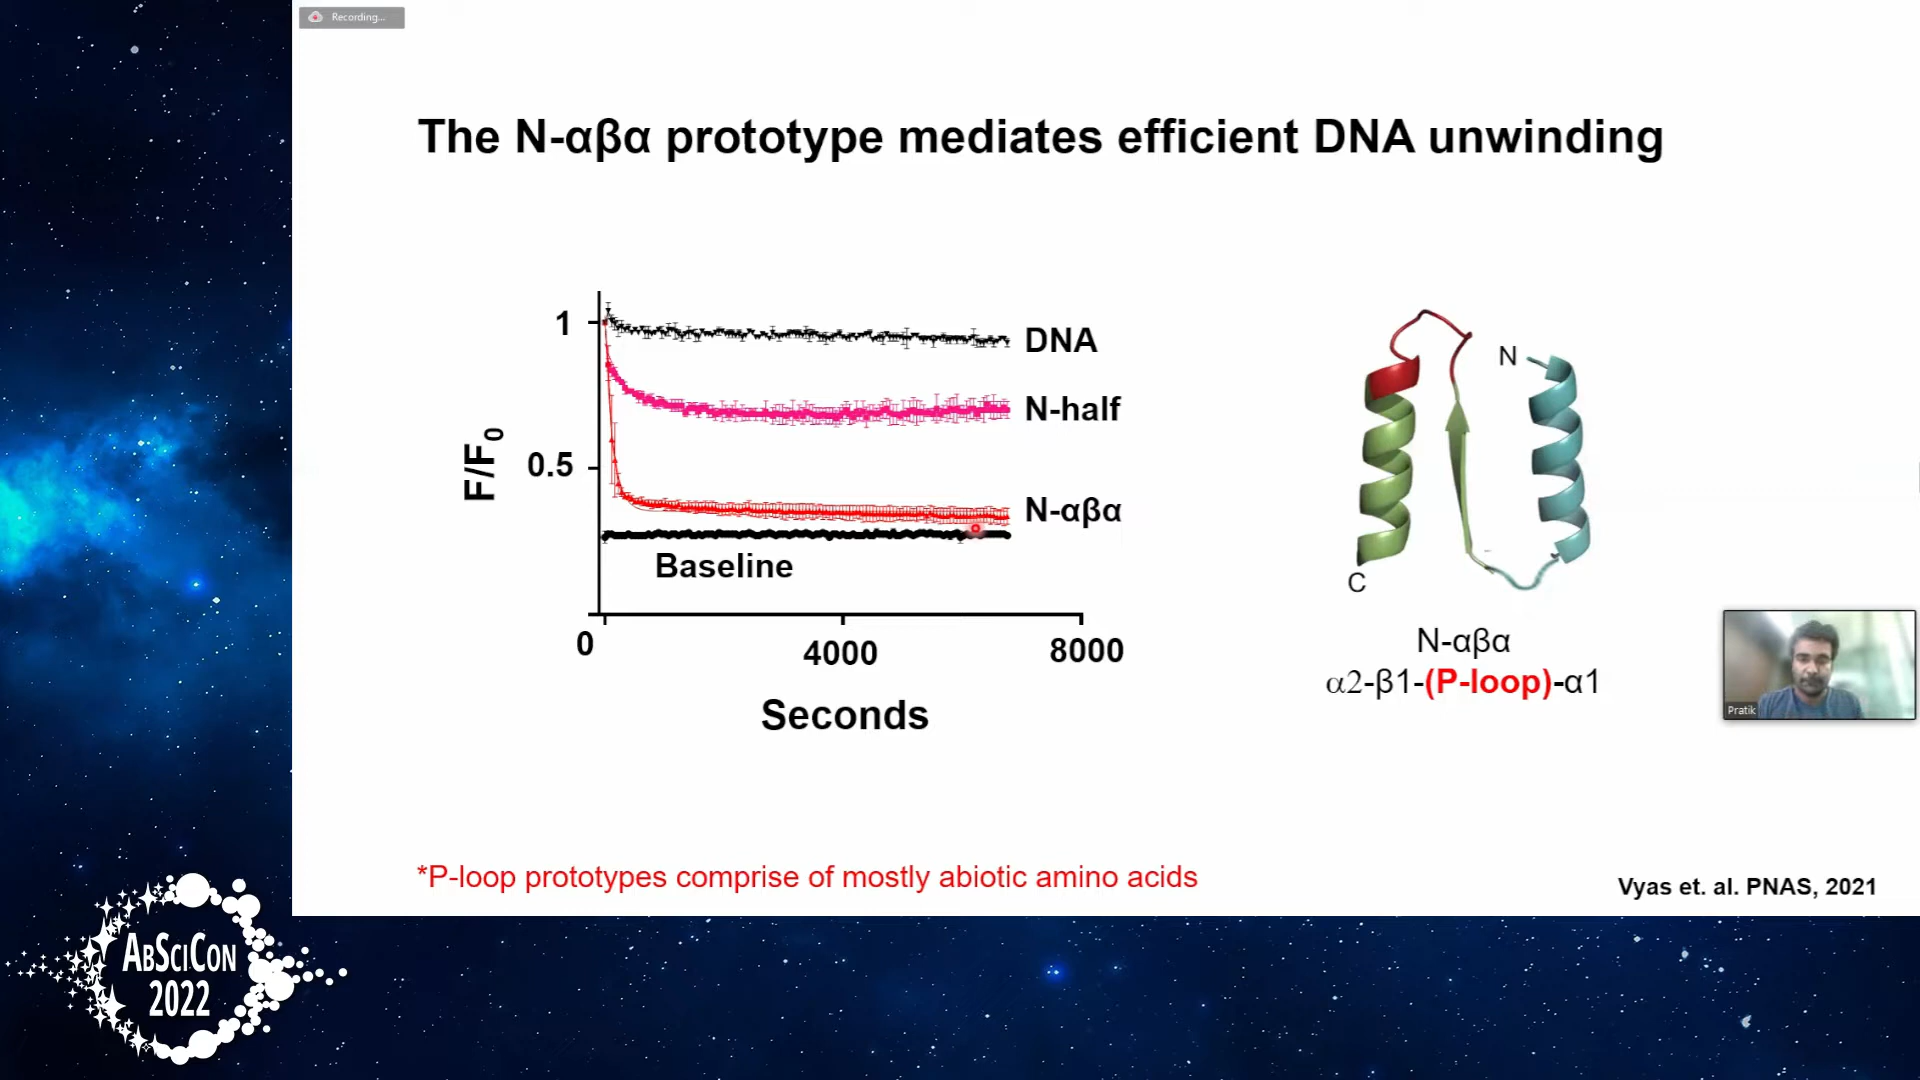 Recording...
The N-αβα prototype mediates efficient DNA unwinding
1
0.5
F/F0
DNA
N-half
N-αβα
Baseline
0
4000
8000
Seconds
N
C
N-αβα
α2-β1-(P-loop)-α1
Pratik
*P-loop prototypes comprise of mostly abiotic amino acids
Vyas et. al. PNAS, 2021
ABSCICON
2022